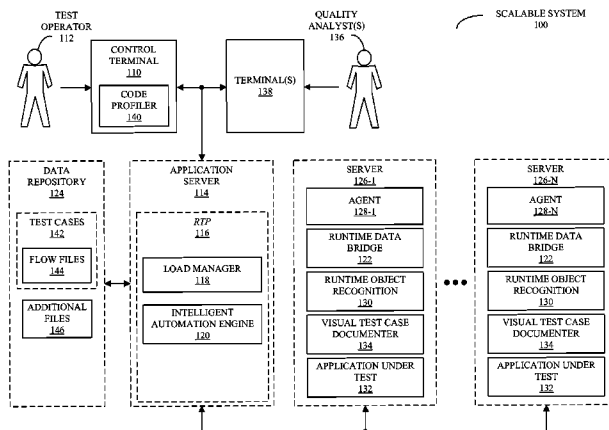 TEST
OPERATOR
112
QUALITY
ANALYST(S)
136
SCALABLE SYSTEM
100
CONTROL
TERMINAL
110
CODE
PROFILER
140
TERMINAL(S)
138
DATA
REPOSITORY
124
TEST CASES
142
FLOW FILES
144
ADDITIONAL
FILES
146
APPLICATION
SERVER
114
RTP
116
LOAD MANAGER
118
INTELLIGENT
AUTOMATION ENGINE
120
SERVER
126-1
AGENT
128-1
RUNTIME DATA
BRIDGE
122
RUNTIME OBJECT
RECOGNITION
130
VISUAL TEST CASE
DOCUMENTER
134
APPLICATION UNDER
TEST
132
SERVER
126-N
AGENT
128-N
RUNTIME DATA
BRIDGE
122
RUNTIME OBJECT
RECOGNITION
130
VISUAL TEST CASE
DOCUMENTER
134
APPLICATION UNDER
TEST
132